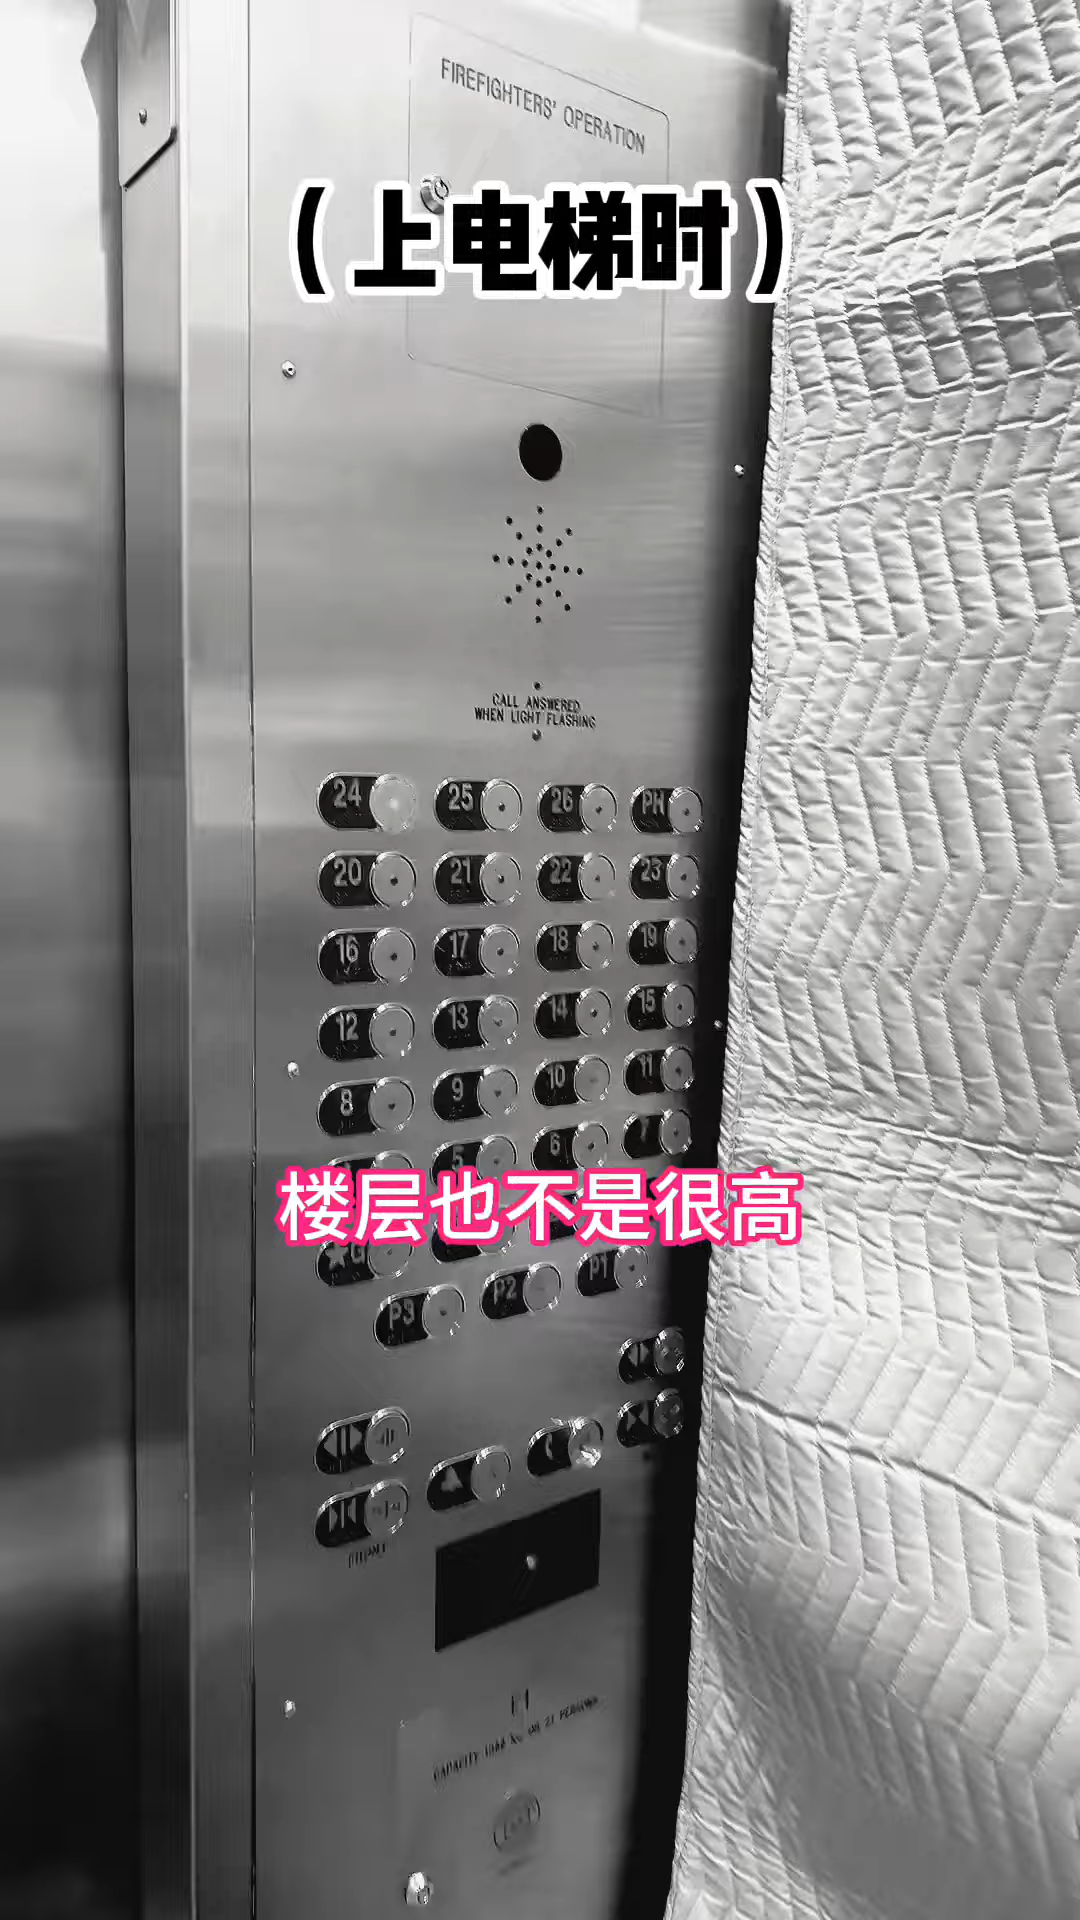 FIREFIGHTERS' OPERATION
（上电梯时）
CALL ANSWERED
WHEN LIGHT FLASHING
24 25 26 PH
20 21 22 23
16 17 18 19
12 13 14 15
8 9 10 11
5 6 7
楼层也不是很高
★G
P3 P2 P1